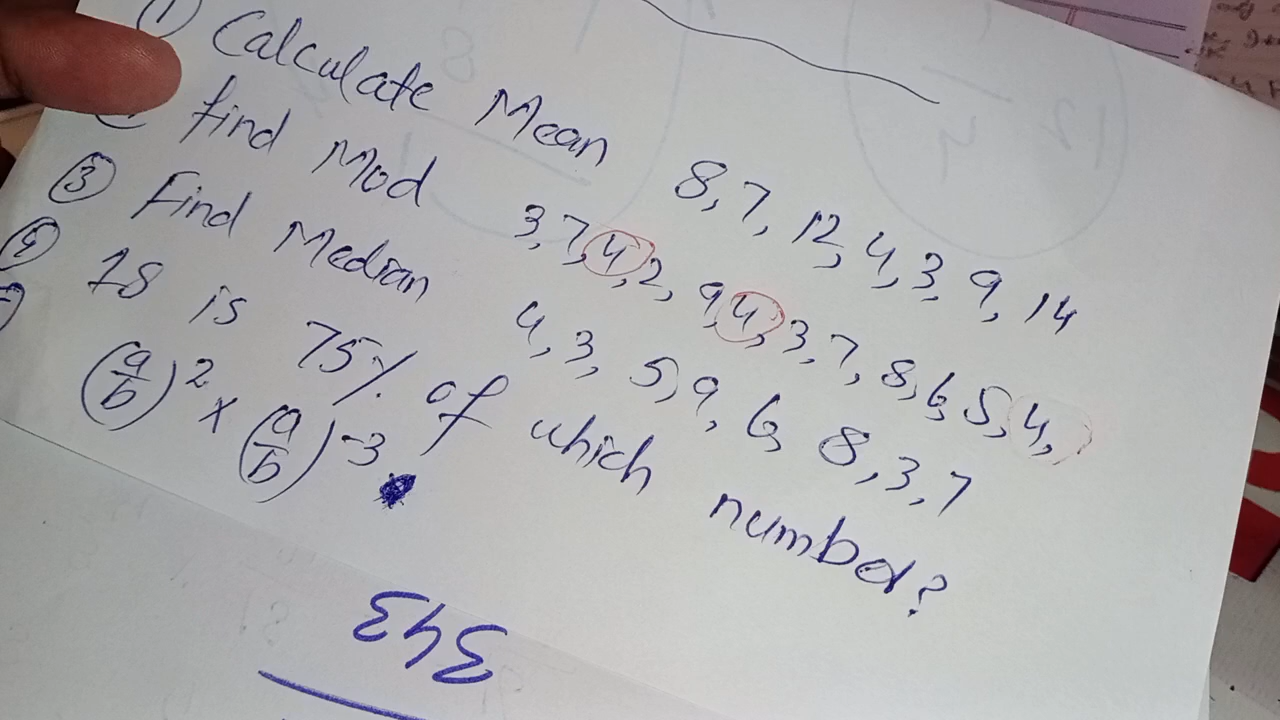 (1) Calculate Mean 8, 7, 12, 4, 3, 9, 14
find Mod 3, 7, 4, 2, 9, 4, 3, 7, 8, 6, 5, 4,
(3) Find Median 4, 3, 5, 9, 6, 8, 3, 7
(4) 18 is 75% of which number?
(a/b)² × (a/b)⁻³
343